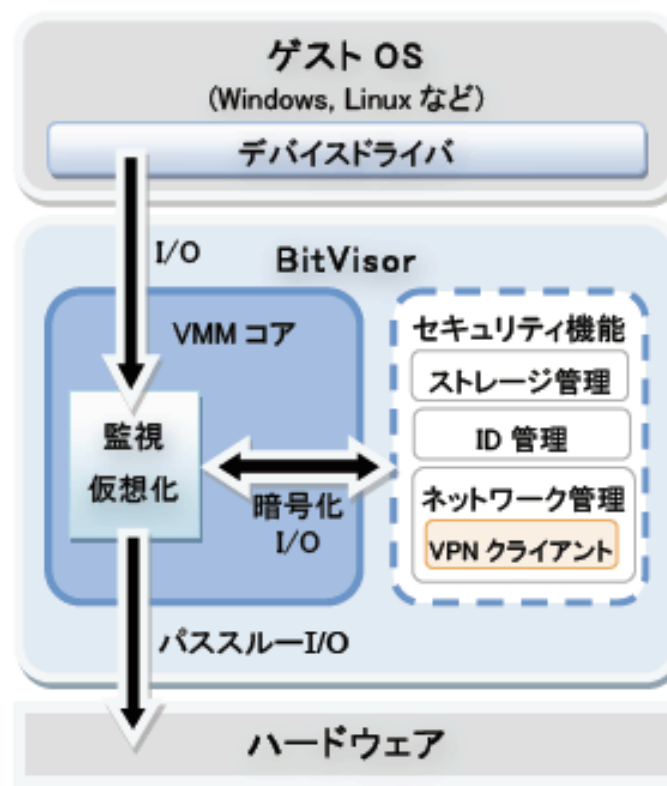 ゲスト OS
(Windows, Linux など)
デバイスドライバ
I/O
BitVisor
VMM コア
監視
仮想化
暗号化
I/O
セキュリティ機能
ストレージ管理
ID 管理
ネットワーク管理
VPN クライアント
パススルーI/O
ハードウェア